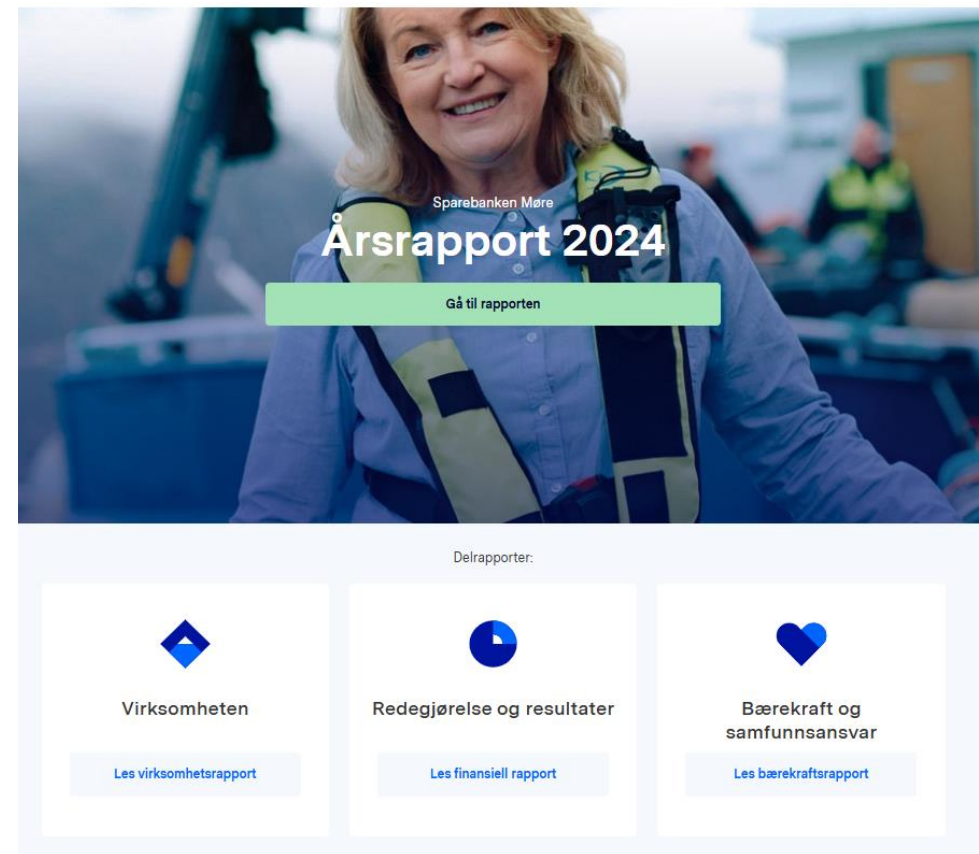 Sparebanken Møre
Årsrapport 2024
Gå til rapporten
Delrapporter:
Virksomheten
Les virksomhetsrapport
Redegjørelse og resultater
Les finansiell rapport
Bærekraft og
samfunnsansvar
Les bærekraftsrapport